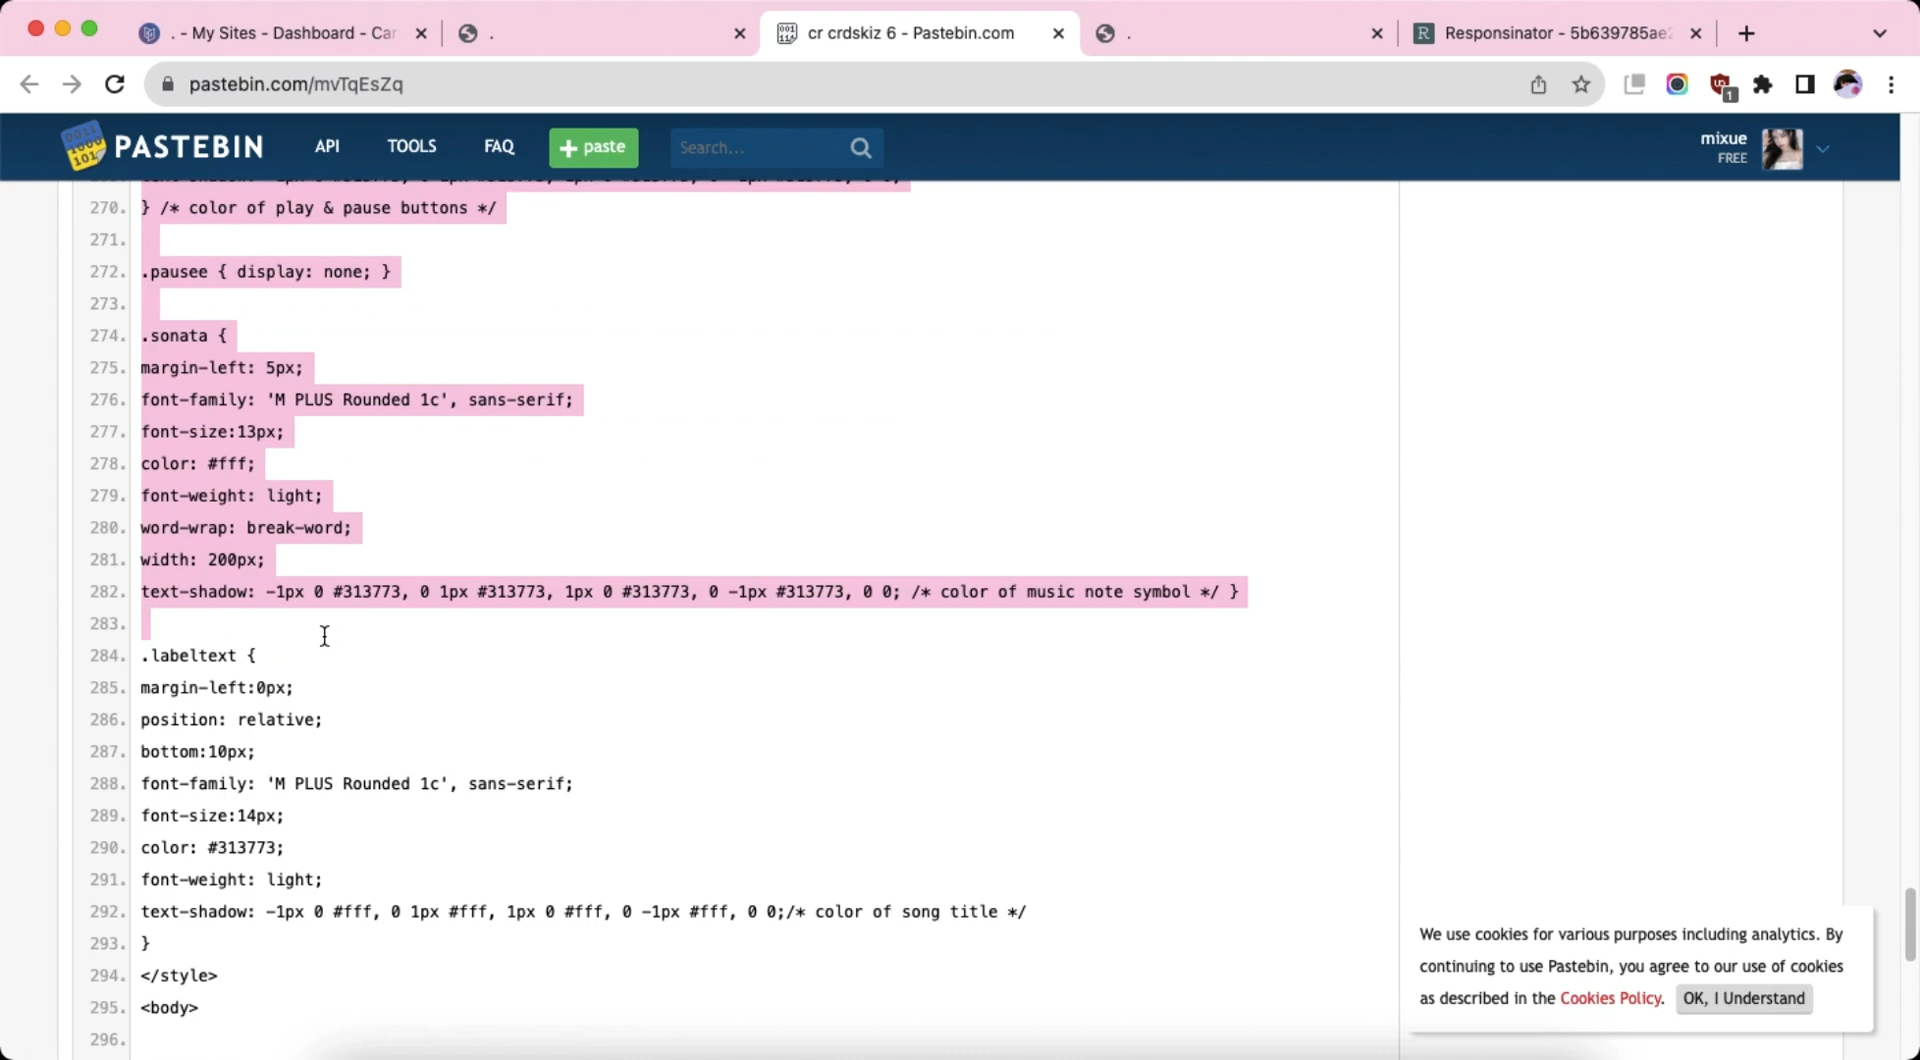 . - My Sites - Dashboard - Car
.
cr crdskiz 6 - Pastebin.com
.
R Responsinator - 5b639785ae
pastebin.com/mvTqEsZq
1
PASTEBIN
API
TOOLS
FAQ
+ paste
Search...
mixue
FREE
270. } /* color of play & pause buttons */
271.
272. .pausee { display: none; }
273.
274. .sonata {
275. margin-left: 5px;
276. font-family: 'M PLUS Rounded 1c', sans-serif;
277. font-size:13px;
278. color: #fff;
279. font-weight: light;
280. word-wrap: break-word;
281. width: 200px;
282. text-shadow: -1px 0 #313773, 0 1px #313773, 1px 0 #313773, 0 -1px #313773, 0 0; /* color of music note symbol */ }
283.
284. .labeltext {
285. margin-left:0px;
286. position: relative;
287. bottom:10px;
288. font-family: 'M PLUS Rounded 1c', sans-serif;
289. font-size:14px;
290. color: #313773;
291. font-weight: light;
292. text-shadow: -1px 0 #fff, 0 1px #fff, 1px 0 #fff, 0 -1px #fff, 0 0;/* color of song title */
293. }
294. </style>
295. <body>
296.
We use cookies for various purposes including analytics. By
continuing to use Pastebin, you agree to our use of cookies
as described in the Cookies Policy. OK, I Understand